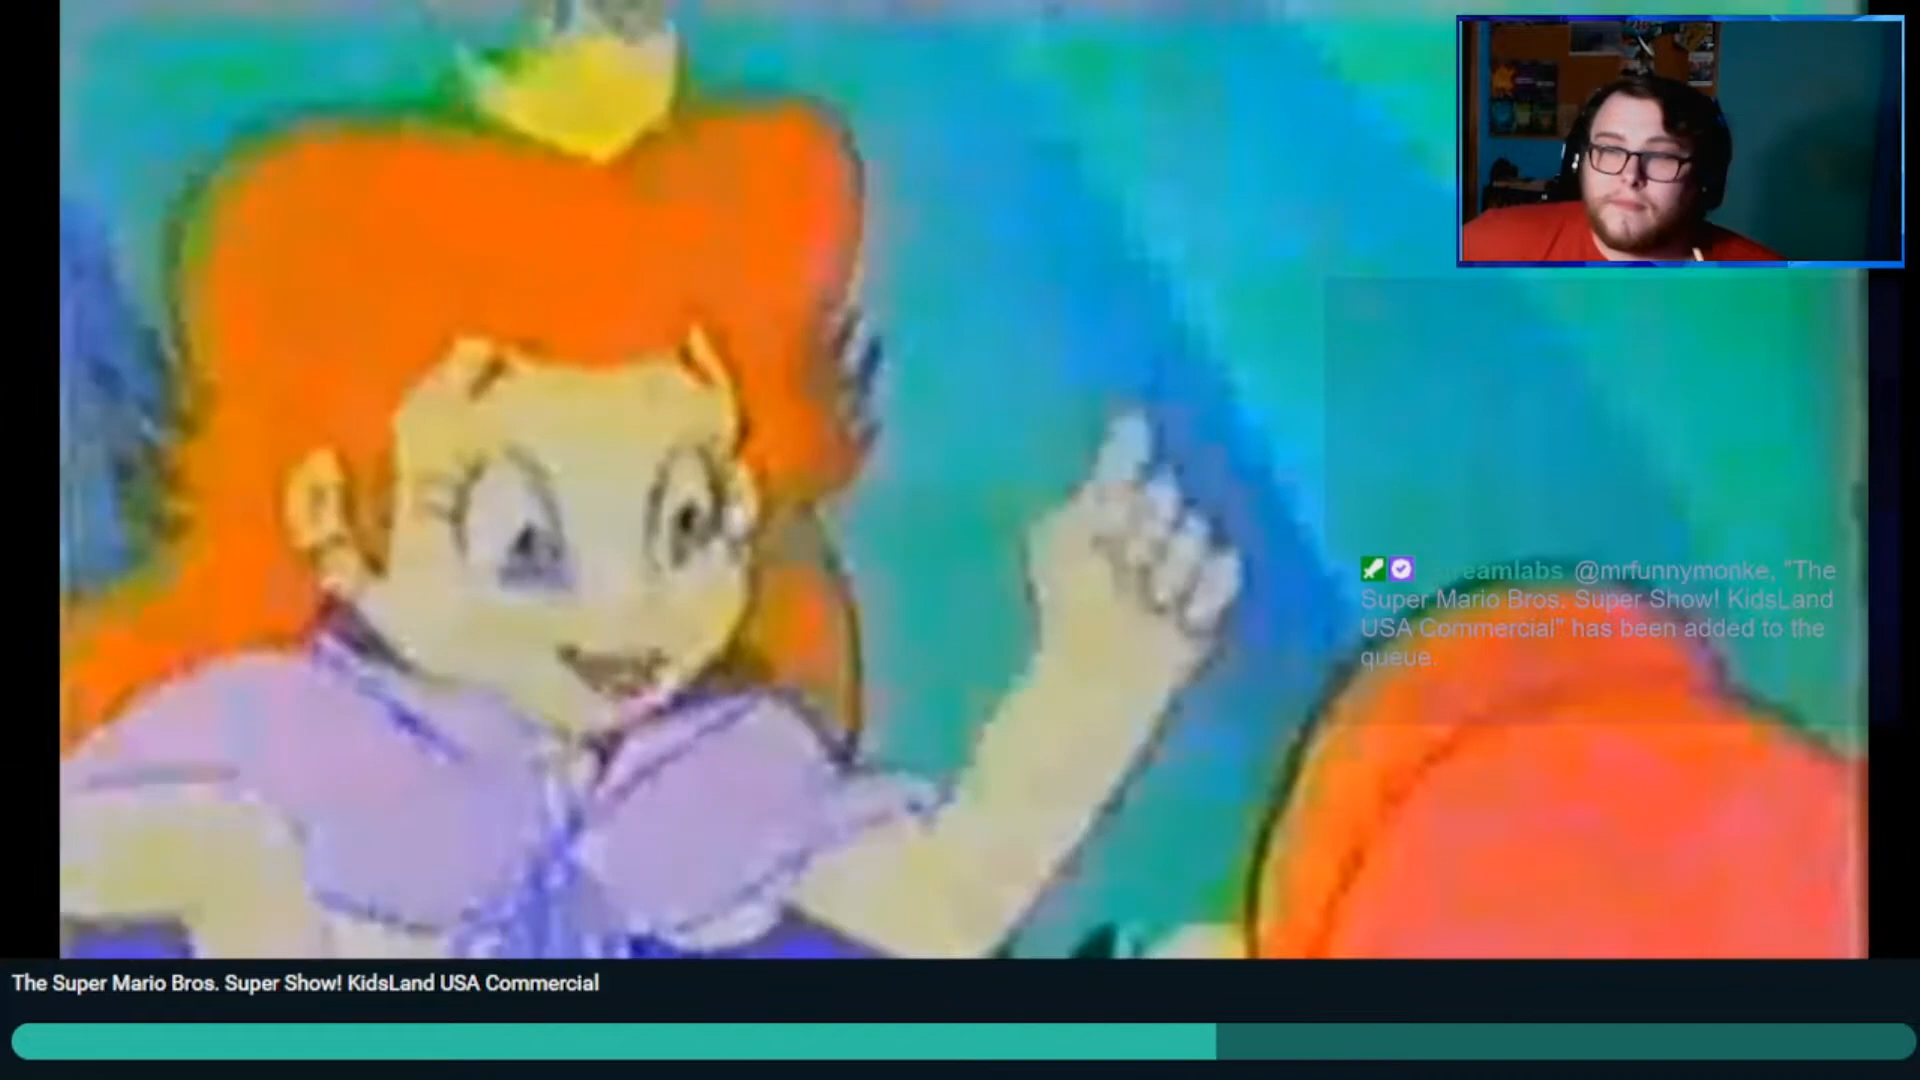 Streamlabs @mrfunnymonke, "The
Super Mario Bros. Super Show! KidsLand
USA Commercial" has been added to the
queue.
The Super Mario Bros. Super Show! KidsLand USA Commercial